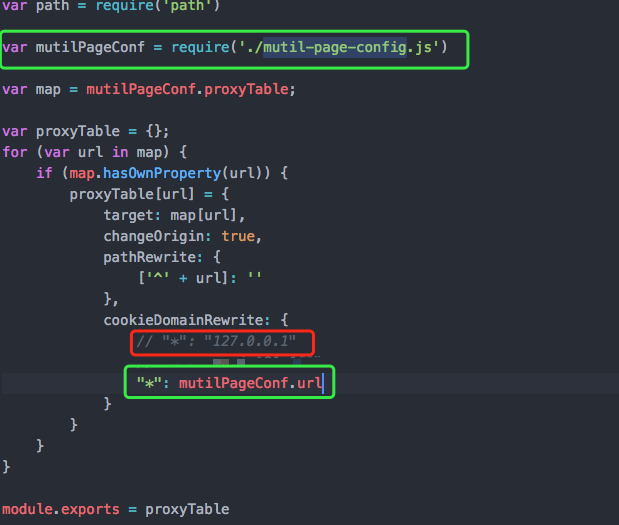 var path = require('path')
var mutilPageConf = require('./mutil-page-config.js')
var map = mutilPageConf.proxyTable;
var proxyTable = {};
for (var url in map) {
if (map.hasOwnProperty(url)) {
proxyTable[url] = {
target: map[url],
changeOrigin: true,
pathRewrite: {
['^' + url]: ''
},
cookieDomainRewrite: {
// "*": "127.0.0.1"
"*": mutilPageConf.url
}
}
}
}
module.exports = proxyTable